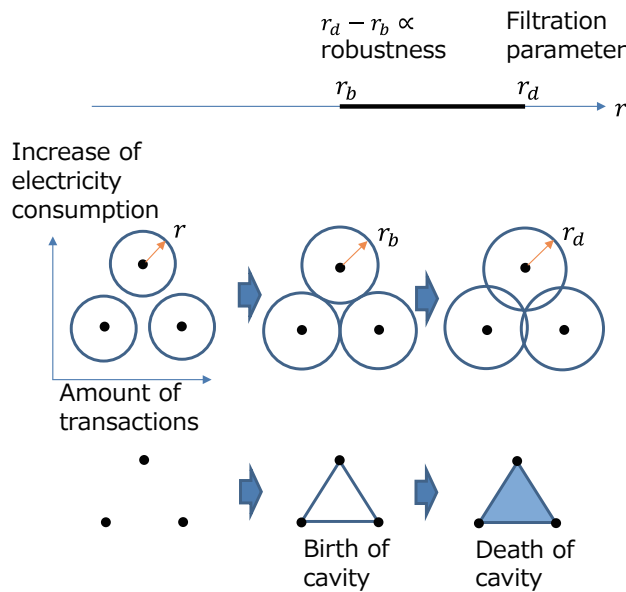 r_d − r_b ∝
robustness
Filtration
parameter
r_b
r_d
r
Increase of
electricity
consumption
r
r_b
r_d
Amount of
transactions
Birth of
cavity
Death of
cavity